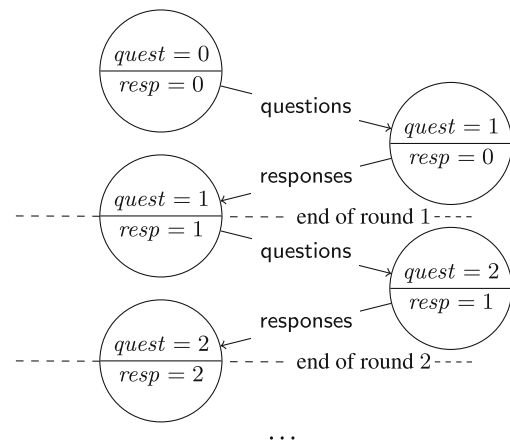 quest = 0
resp = 0
questions
quest = 1
resp = 0
responses
quest = 1
resp = 1
end of round 1
questions
quest = 2
resp = 1
responses
quest = 2
resp = 2
end of round 2
...